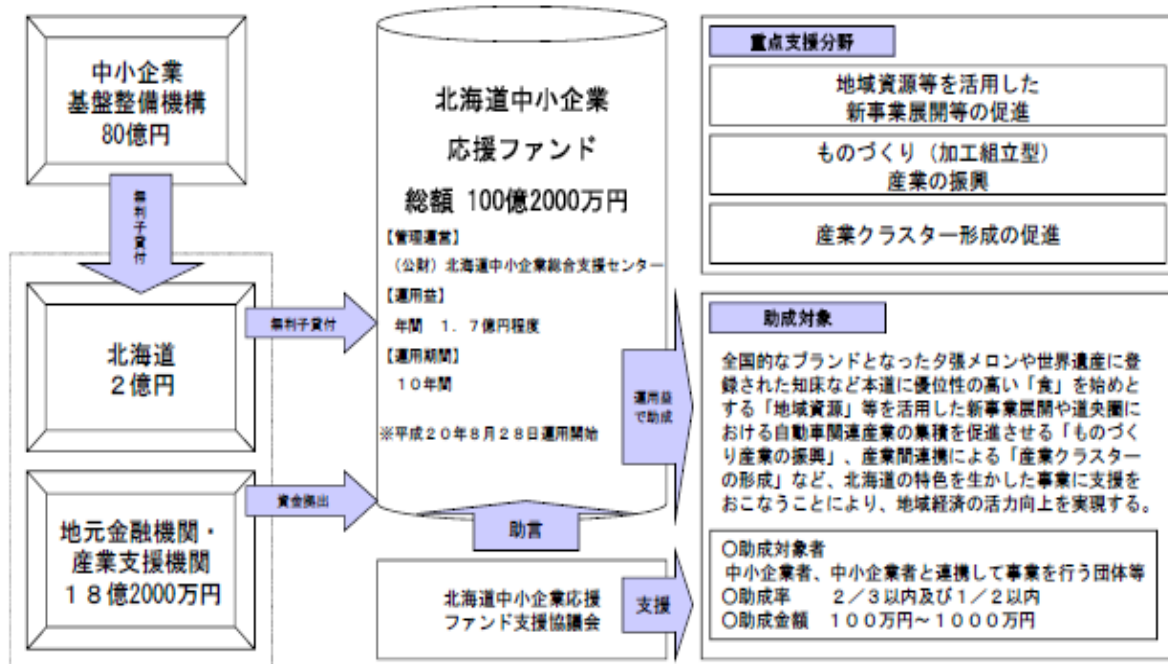 中小企業
基盤整備機構
80億円
無利子貸付
北海道
2億円
地元金融機関・
産業支援機関
18億2000万円
無利子貸付
資金拠出
北海道中小企業
応援ファンド
総額 100億2000万円
【管理運営】
（公財）北海道中小企業総合支援センター
【運用益】
年間 1．7億円程度
【運用期間】
10年間
※平成20年8月28日運用開始
助言
北海道中小企業応援
ファンド支援協議会
運用益
で助成
支援
重点支援分野
地域資源等を活用した
新事業展開等の促進
ものづくり（加工組立型）
産業の振興
産業クラスター形成の促進
助成対象
全国的なブランドとなった夕張メロンや世界遺産に登
録された知床など本道に優位性の高い「食」を始めと
する「地域資源」等を活用した新事業展開や道央圏に
おける自動車関連産業の集積を促進させる「ものづく
り産業の振興」、産業間連携による「産業クラスター
の形成」など、北海道の特色を生かした事業に支援を
おこなうことにより、地域経済の活力向上を実現する。
○助成対象者
中小企業者、中小企業者と連携して事業を行う団体等
○助成率 2／3以内及び1／2以内
○助成金額 100万円～1000万円